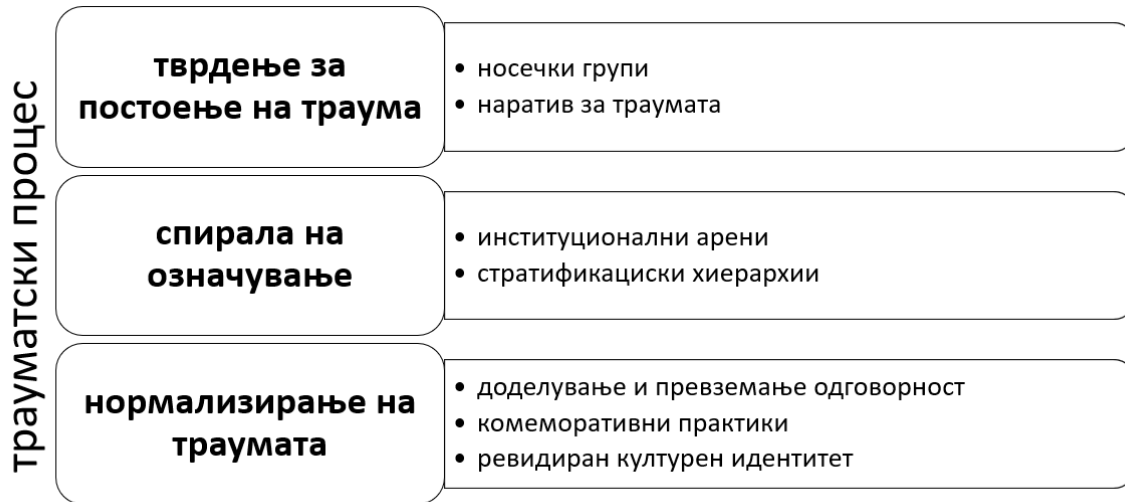 трауматски процес
тврдење за
постоење на траума
• носечки групи
• наратив за траумата
спирала на
означување
• институционални арени
• стратификациски хиерархии
нормализирање на
траумата
• доделување и превземање одговорност
• комеморативни практики
• ревидиран културен идентитет